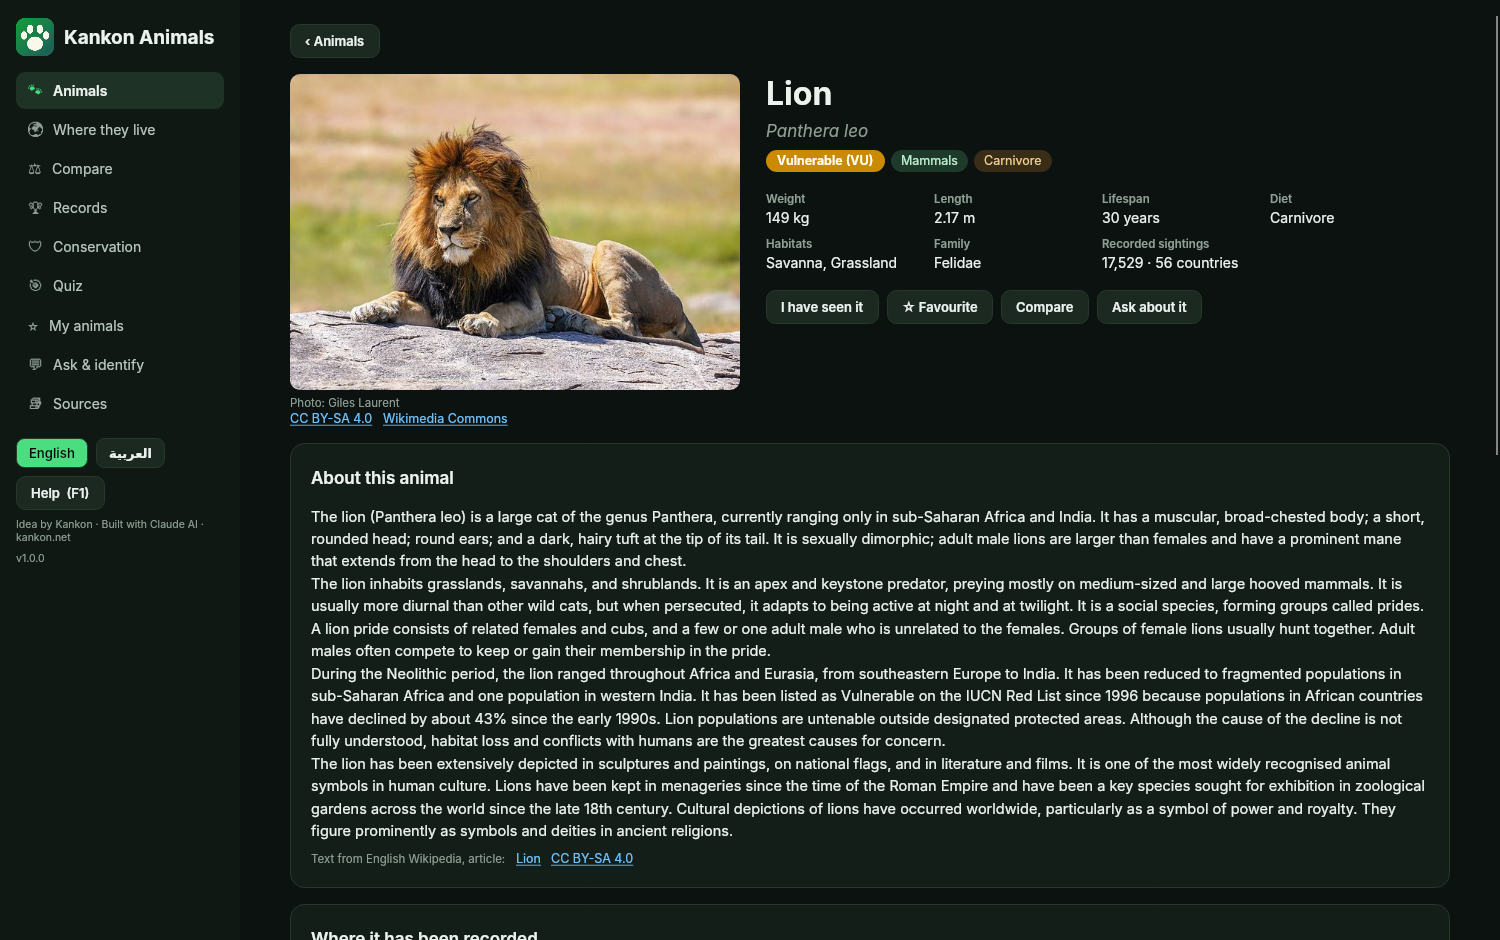 Kankon Animals
Animals
Where they live
Compare
Records
Conservation
Quiz
My animals
Ask & identify
Sources
English
العربية
Help (F1)
Idea by Kankon · Built with Claude AI ·
kankon.net
v1.0.0
‹ Animals
Photo: Giles Laurent
CC BY-SA 4.0 Wikimedia Commons
Lion
Panthera leo
Vulnerable (VU) Mammals Carnivore
Weight Length Lifespan Diet
149 kg 2.17 m 30 years Carnivore
Habitats Family Recorded sightings
Savanna, Grassland Felidae 17,529 · 56 countries
I have seen it ☆ Favourite Compare Ask about it
About this animal
The lion (Panthera leo) is a large cat of the genus Panthera, currently ranging only in sub-Saharan Africa and India. It has a muscular, broad-chested body; a short,
rounded head; round ears; and a dark, hairy tuft at the tip of its tail. It is sexually dimorphic; adult male lions are larger than females and have a prominent mane
that extends from the head to the shoulders and chest.
The lion inhabits grasslands, savannahs, and shrublands. It is an apex and keystone predator, preying mostly on medium-sized and large hooved mammals. It is
usually more diurnal than other wild cats, but when persecuted, it adapts to being active at night and at twilight. It is a social species, forming groups called prides.
A lion pride consists of related females and cubs, and a few or one adult male who is unrelated to the females. Groups of female lions usually hunt together. Adult
males often compete to keep or gain their membership in the pride.
During the Neolithic period, the lion ranged throughout Africa and Eurasia, from southeastern Europe to India. It has been reduced to fragmented populations in
sub-Saharan Africa and one population in western India. It has been listed as Vulnerable on the IUCN Red List since 1996 because populations in African countries
have declined by about 43% since the early 1990s. Lion populations are untenable outside designated protected areas. Although the cause of the decline is not
fully understood, habitat loss and conflicts with humans are the greatest causes for concern.
The lion has been extensively depicted in sculptures and paintings, on national flags, and in literature and films. It is one of the most widely recognised animal
symbols in human culture. Lions have been kept in menageries since the time of the Roman Empire and have been a key species sought for exhibition in zoological
gardens across the world since the late 18th century. Cultural depictions of lions have occurred worldwide, particularly as a symbol of power and royalty. They
figure prominently as symbols and deities in ancient religions.
Text from English Wikipedia, article: Lion CC BY-SA 4.0
Where it has been recorded